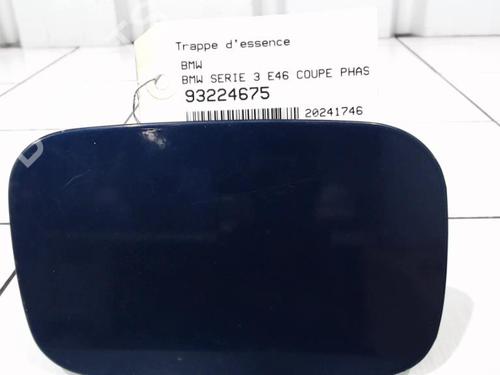 Trappe d'essence
BMW
BMW SERIE 3 E46 COUPE PHAS
93224675
20241746